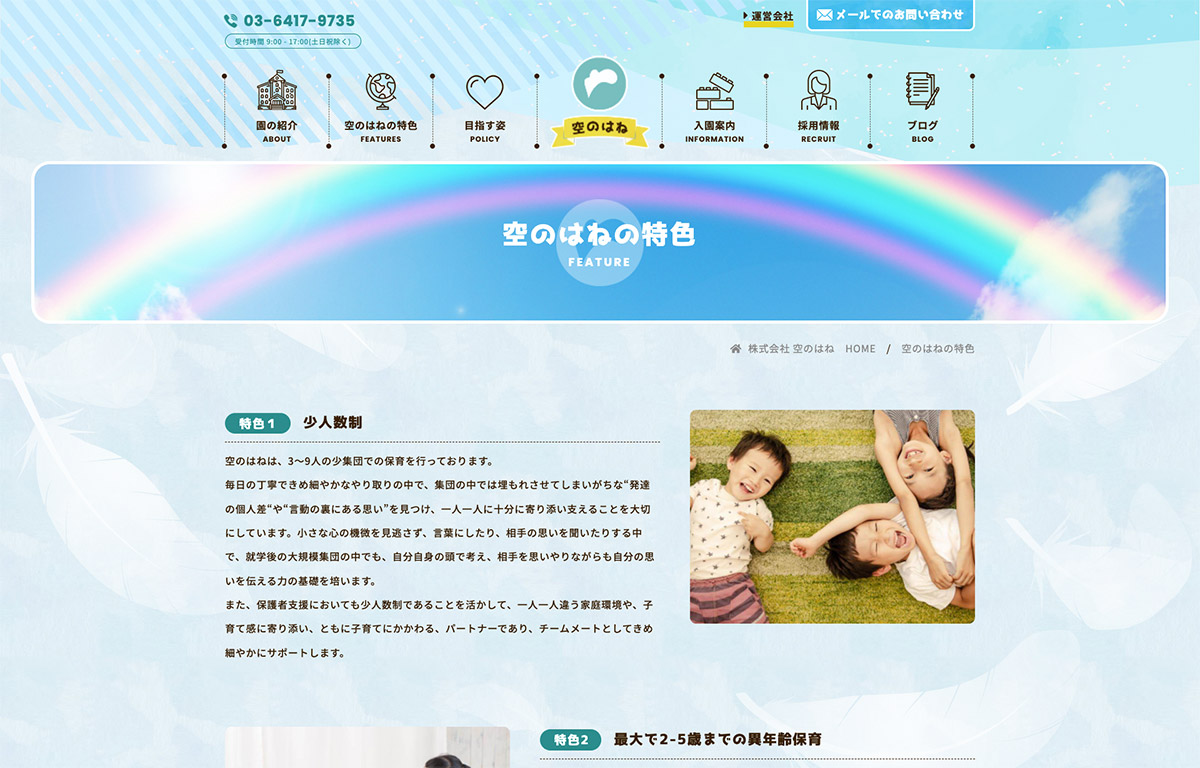 03-6417-9735
受付時間 9:00 - 17:00(土日祝除く)
運営会社
メールでのお問い合わせ
園の紹介
ABOUT
空のはねの特色
FEATURES
目指す姿
POLICY
空のはね
入園案内
INFORMATION
採用情報
RECRUIT
ブログ
BLOG
空のはねの特色
FEATURE
株式会社 空のはね HOME / 空のはねの特色
特色1 少人数制
空のはねは、3〜9人の少集団での保育を行っております。
毎日の丁寧できめ細やかなやり取りの中で、集団の中では埋もれさせてしまいがちな“発達
の個人差“や“言動の裏にある思い”を見つけ、一人一人に十分に寄り添い支えることを大切
にしています。小さな心の機微を見逃さず、言葉にしたり、相手の思いを聞いたりする中
で、就学後の大規模集団の中でも、自分自身の頭で考え、相手を思いやりながらも自分の思
いを伝える力の基礎を培います。
また、保護者支援においても少人数制であることを活かして、一人一人違う家庭環境や、子
育て感に寄り添い、ともに子育てにかかわる、パートナーであり、チームメートとしてきめ
細やかにサポートします。
特色2 最大で2-5歳までの異年齢保育